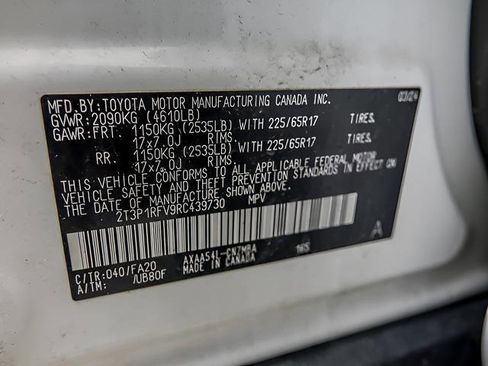 MFD.BY:TOYOTA MOTOR MANUFACTURING CANADA INC. 03/24
GVWR:2090KG (4610LB)
GAWR:FRT. 1150KG (2535LB) WITH 225/65R17 TIRES,
17x7.0J RIMS,
RR. 1150KG (2535LB) WITH 225/65R17 TIRES,
17x7.0J RIMS,
THIS VEHICLE CONFORMS TO ALL APPLICABLE FEDERAL MOTOR
VEHICLE SAFETY AND THEFT PREVENTION STANDARDS IN EFFECT ON
THE DATE OF MANUFACTURE SHOWN ABOVE.
2T3P1RFV9RC439730 MPV
C/TR:040/FA20 AXAA54L-CNZMBA 165
A/TM: /UB80F MADE IN CANADA A